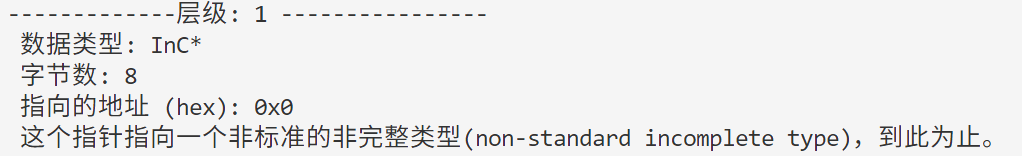 -------------层级: 1 ----------------
数据类型: InC*
字节数: 8
指向的地址 (hex): 0x0
这个指针指向一个非标准的非完整类型(non-standard incomplete type)，到此为止。